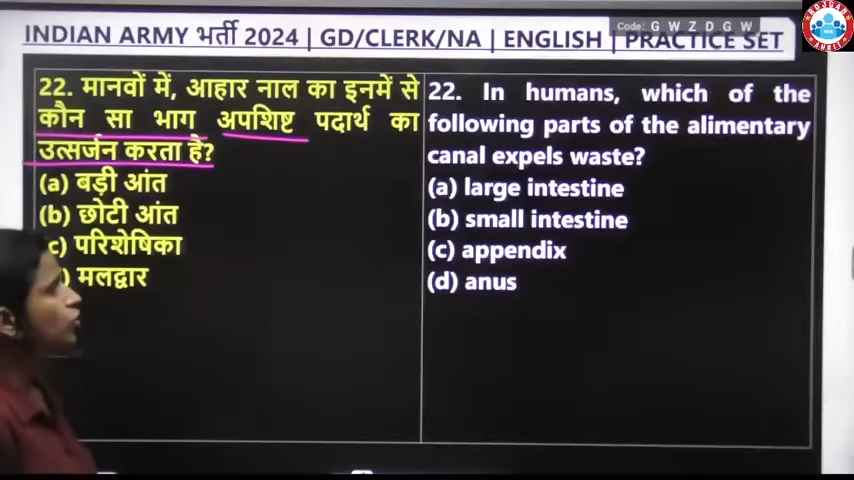 INDIAN ARMY भर्ती 2024 | GD/CLERK/NA | ENGLISH | PRACTICE SET
Code: G W Z D G W
ROJGAR
ANKIT
22. मानवों में, आहार नाल का इनमें से
कौन सा भाग अपशिष्ट पदार्थ का
उत्सर्जन करता है?
(a) बड़ी आंत
(b) छोटी आंत
c) परिशेषिका
) मलद्वार
22. In humans, which of the
following parts of the alimentary
canal expels waste?
(a) large intestine
(b) small intestine
(c) appendix
(d) anus